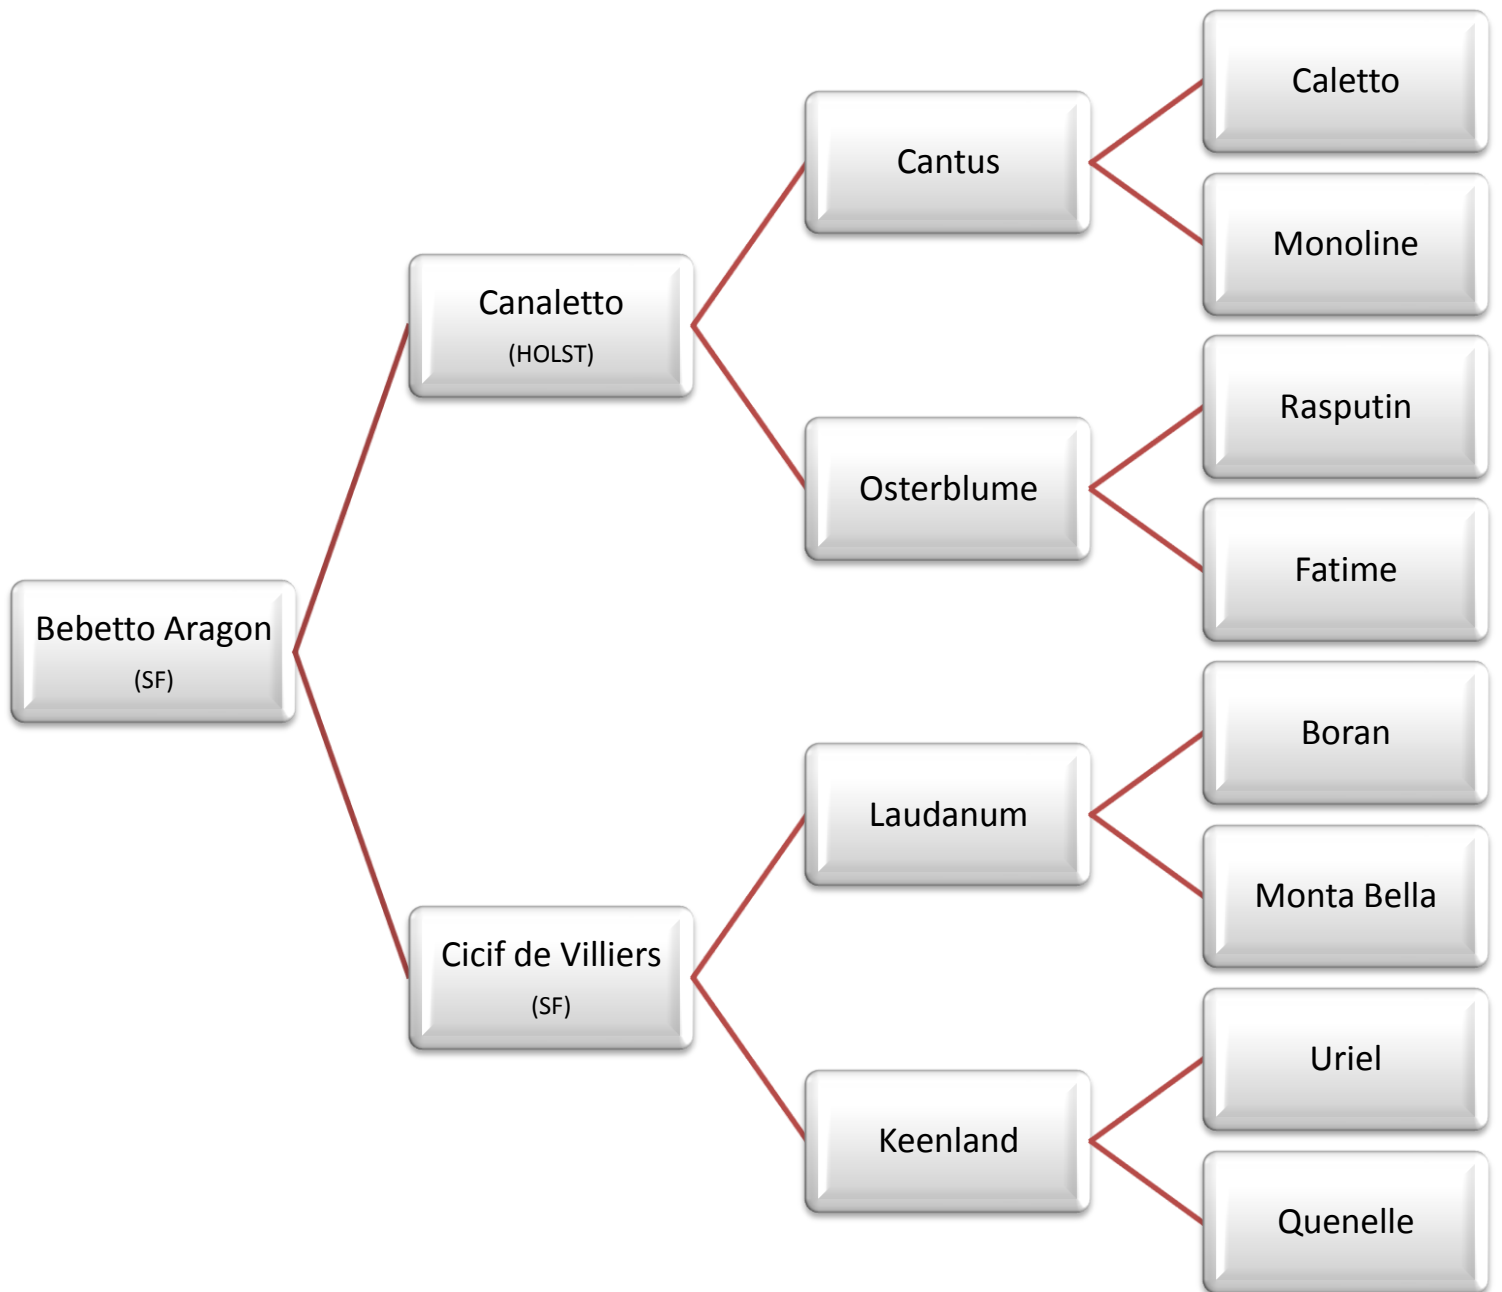 Caletto
Cantus
Monoline
Canaletto
(HOLST)
Rasputin
Osterblume
Fatime
Bebetto Aragon
(SF)
Boran
Laudanum
Monta Bella
Cicif de Villiers
(SF)
Uriel
Keenland
Quenelle